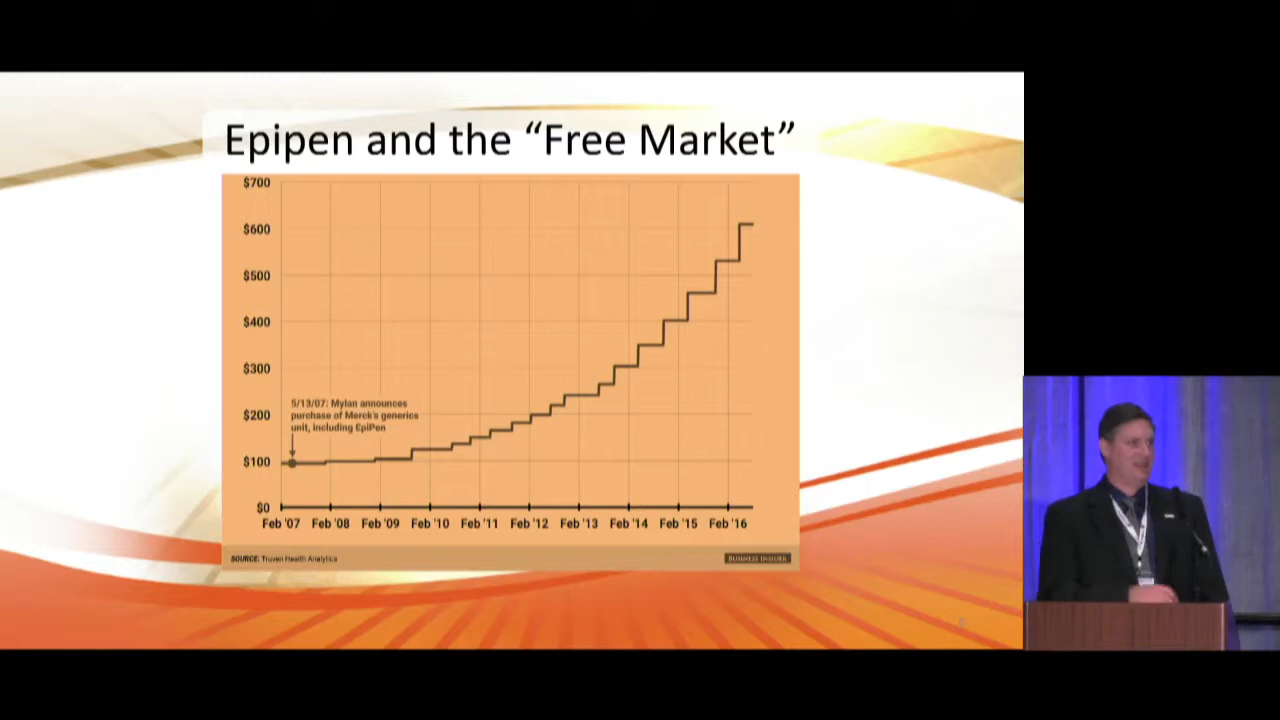 Epipen and the “Free Market”
$700
$600
$500
$400
$300
$200
$100
$0
5/13/07: Mylan announces
purchase of Merck's generics
unit, including EpiPen
Feb '07 Feb '08 Feb '09 Feb '10 Feb '11 Feb '12 Feb '13 Feb '14 Feb '15 Feb '16
SOURCE: Truven Health Analytics
BUSINESS INSIDER